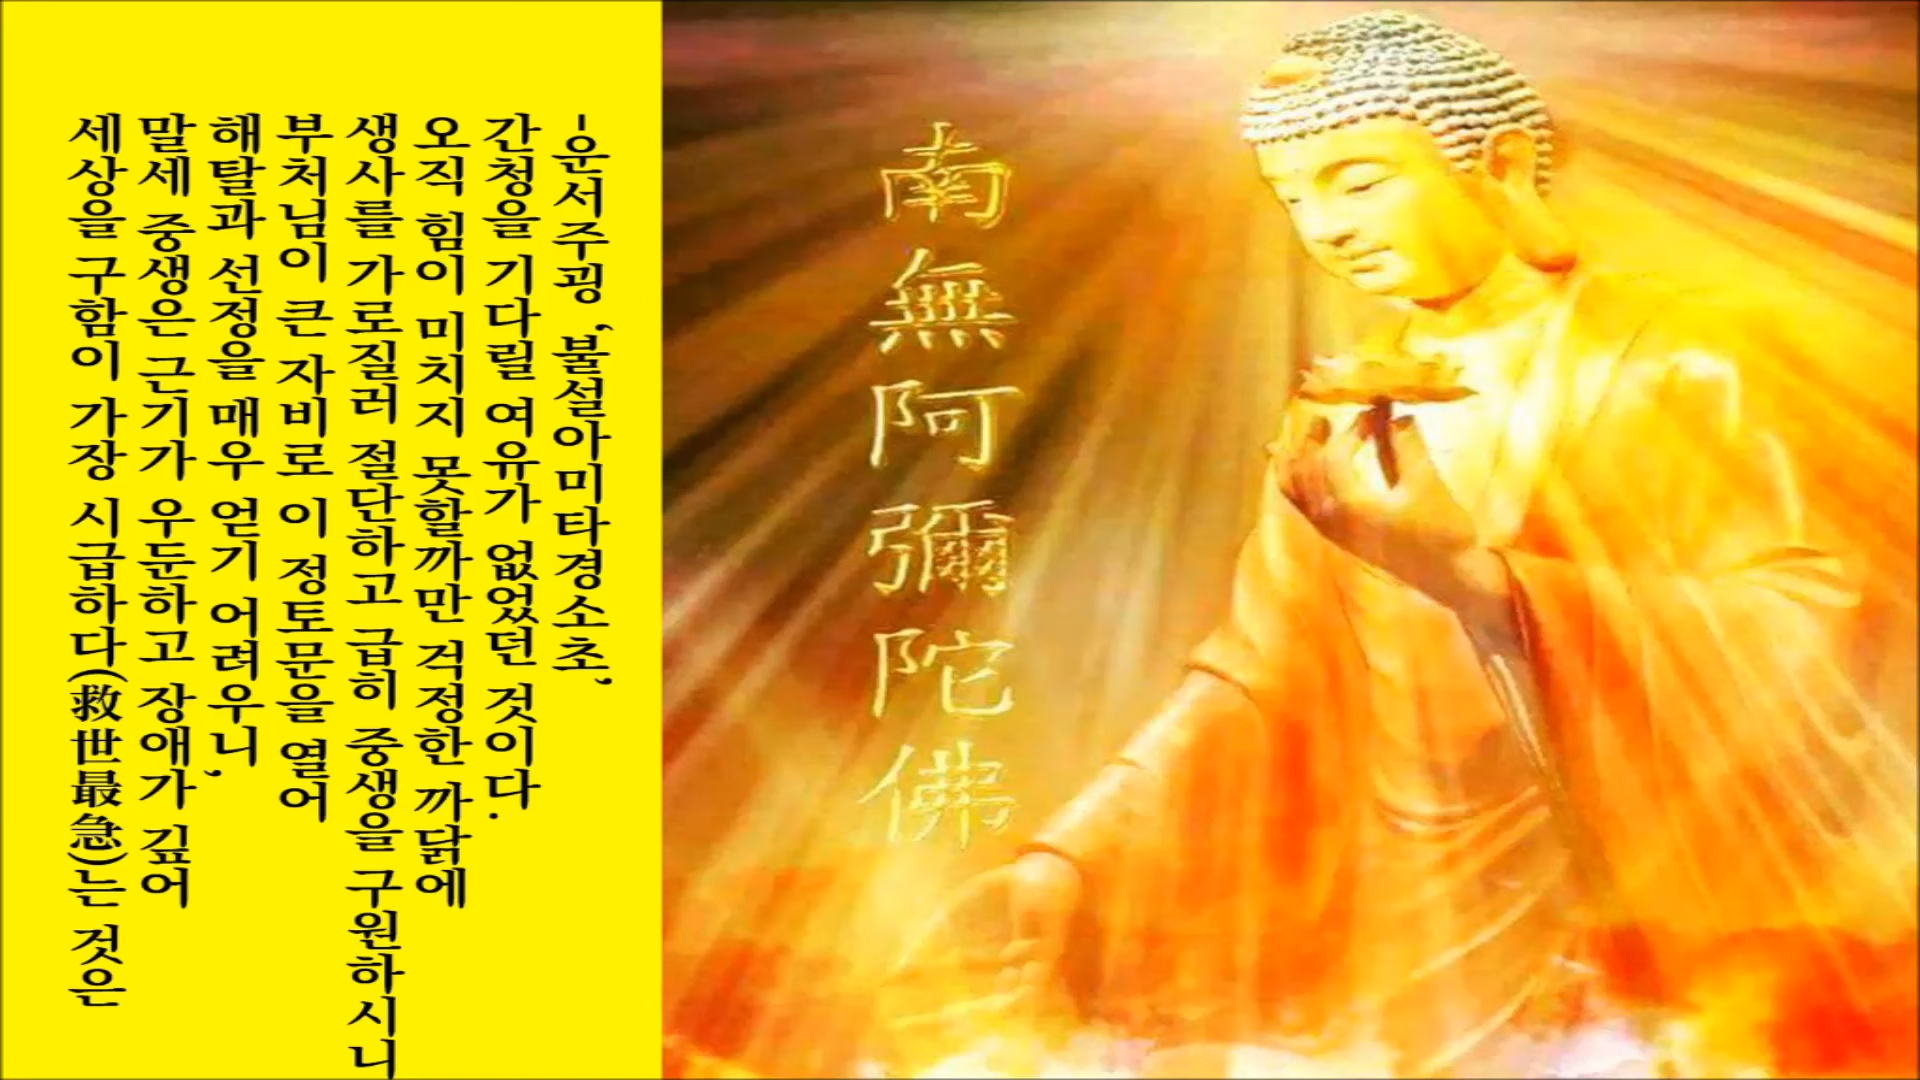 세상을 구함이 가장 시급하다(救世最急)는 것은
말세 중생은 근기가 우둔하고 장애가 깊어
해탈과 선정을 매우 얻기 어려우니,
부처님이 큰 자비로 이 정토문을 열어
생사를 가로질러 절단하고 급히 중생을 구원하시니
오직 힘이 미치지 못할까만 걱정한 까닭에
간청을 기다릴 여유가 없었던 것이다.
-운서주굉 '불설아미타경소초'
南無阿彌陀佛